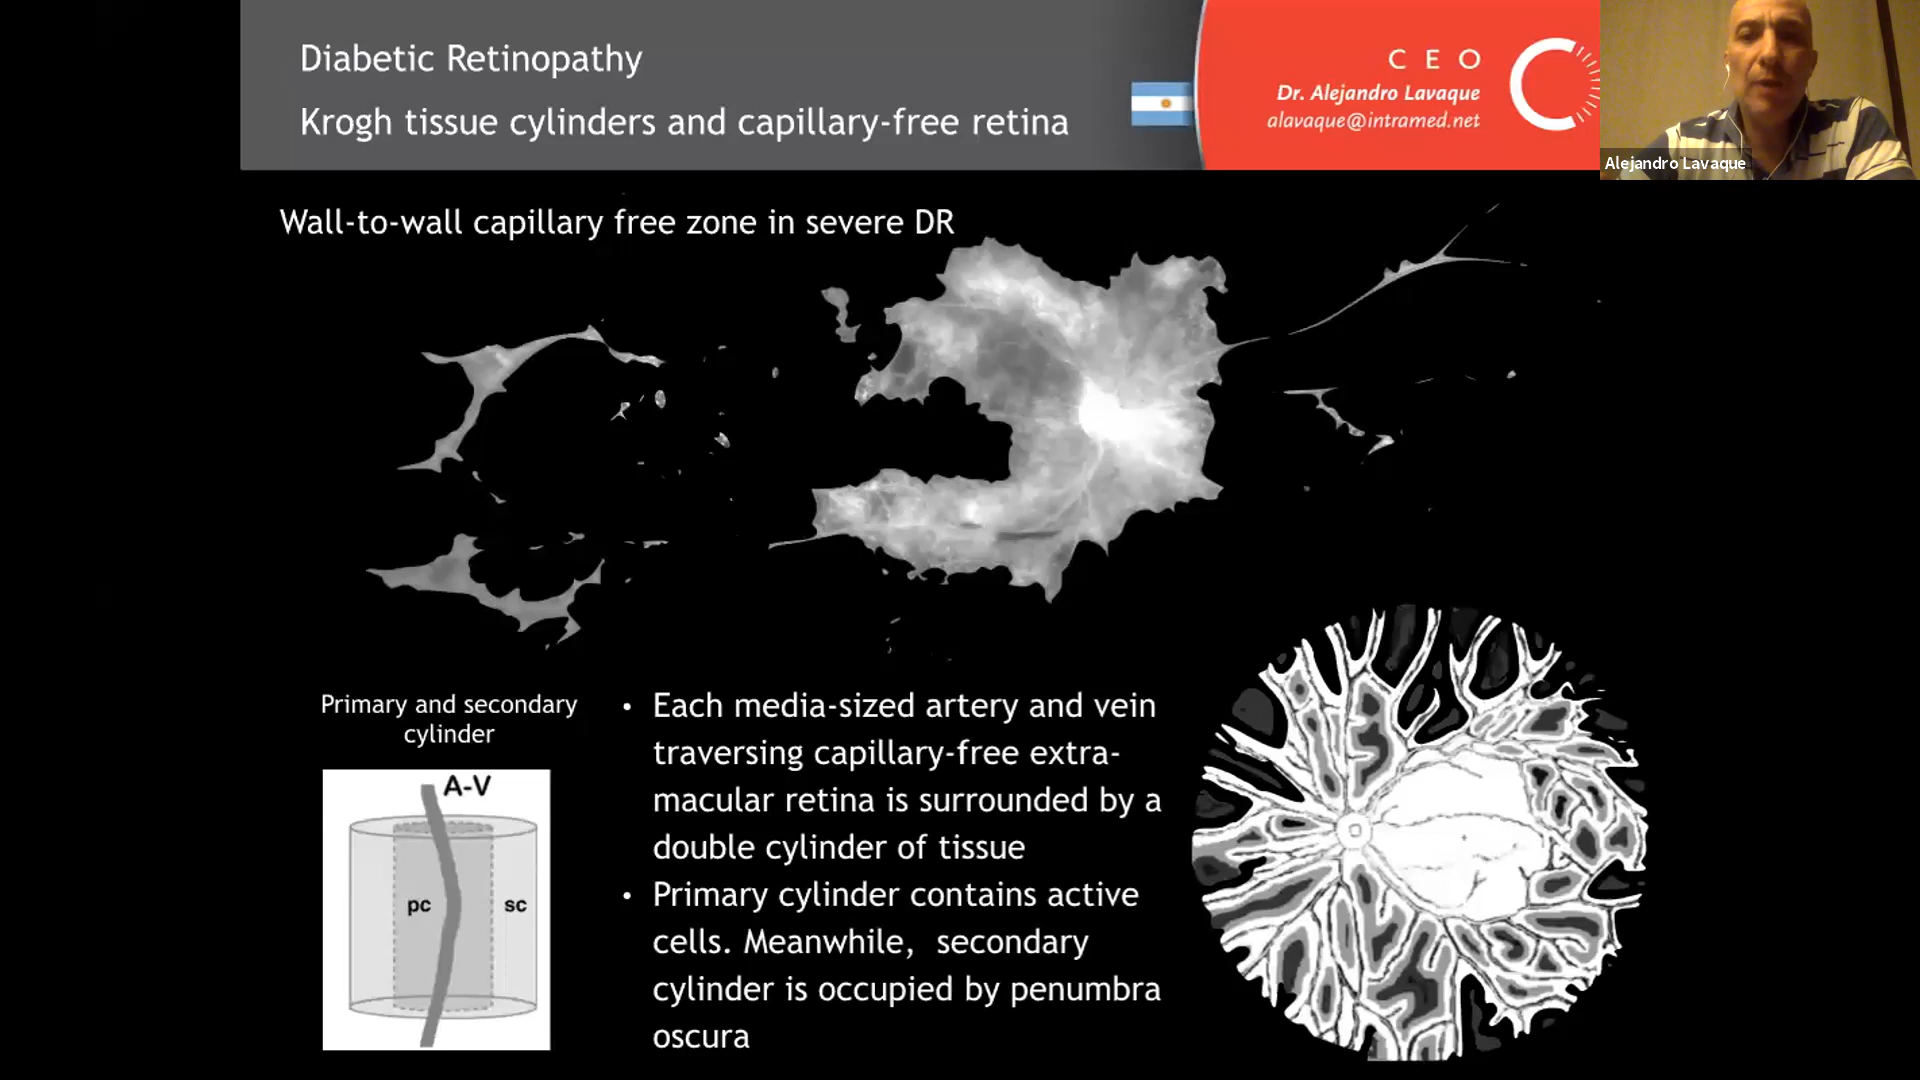 Diabetic Retinopathy
Krogh tissue cylinders and capillary-free retina
C E O
Dr. Alejandro Lavaque
alavaque@intramed.net
Alejandro Lavaque
Wall-to-wall capillary free zone in severe DR
Primary and secondary
cylinder
A-V
pc
sc
• Each media-sized artery and vein
traversing capillary-free extra-
macular retina is surrounded by a
double cylinder of tissue
• Primary cylinder contains active
cells. Meanwhile, secondary
cylinder is occupied by penumbra
oscura